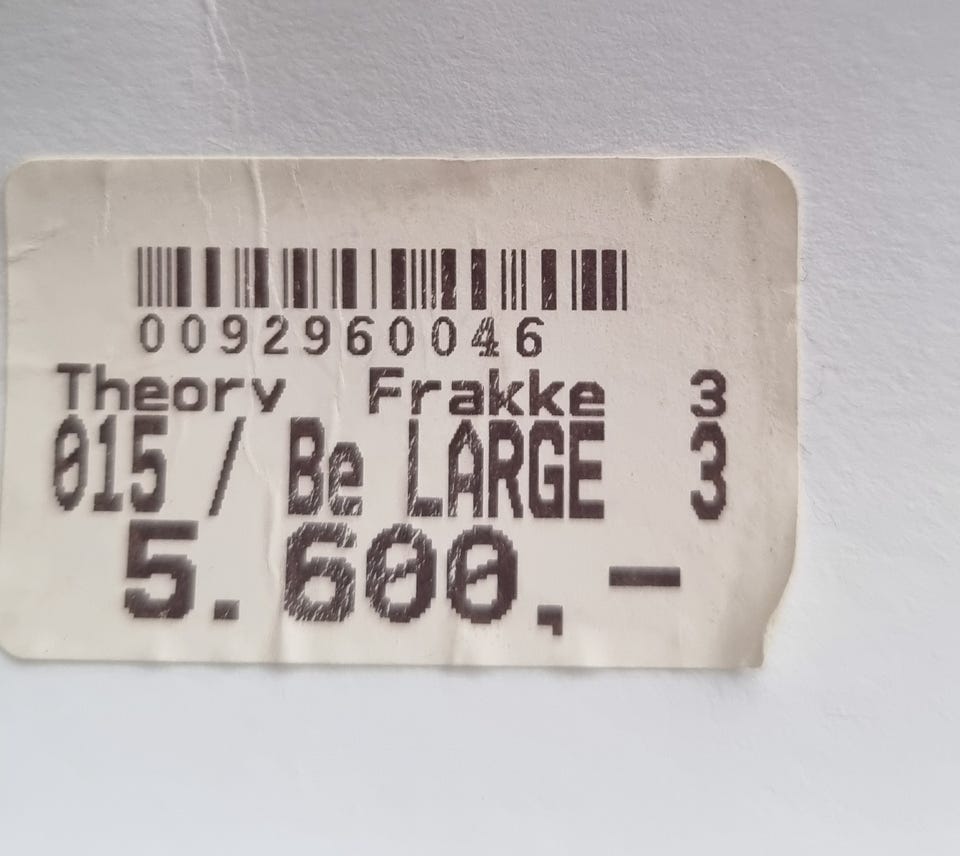 0092960046
Theory Frakke 3
015 / Be LARGE 3
5.600,-